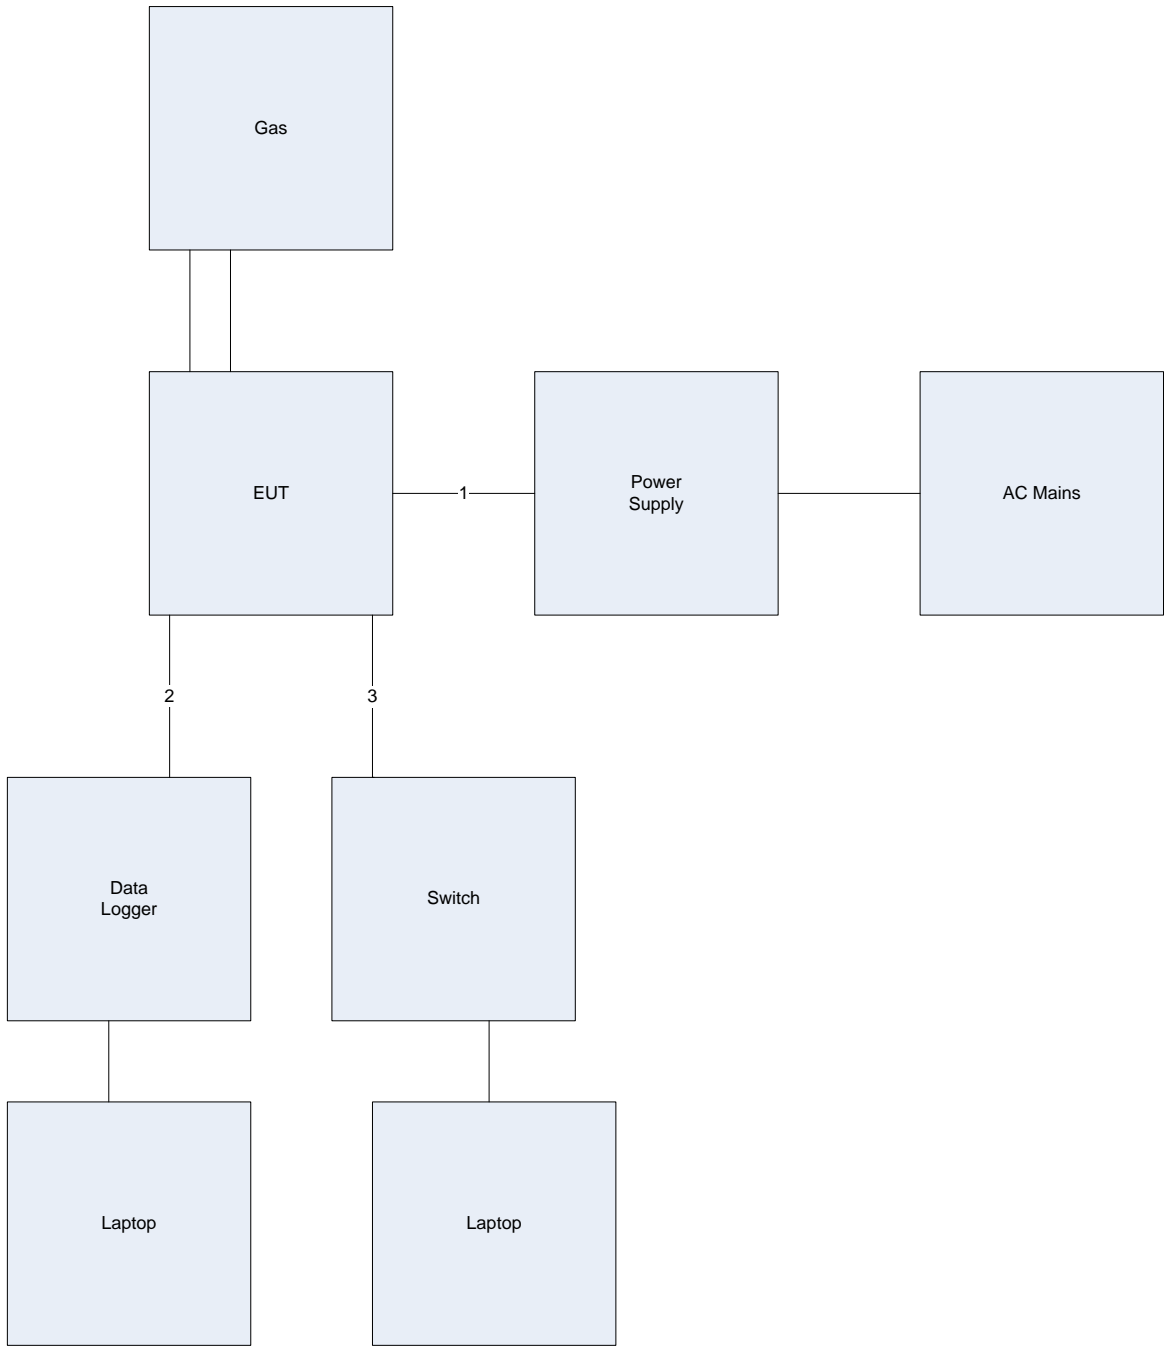 Gas
EUT
1
Power
Supply
AC Mains
2
3
Data
Logger
Switch
Laptop
Laptop